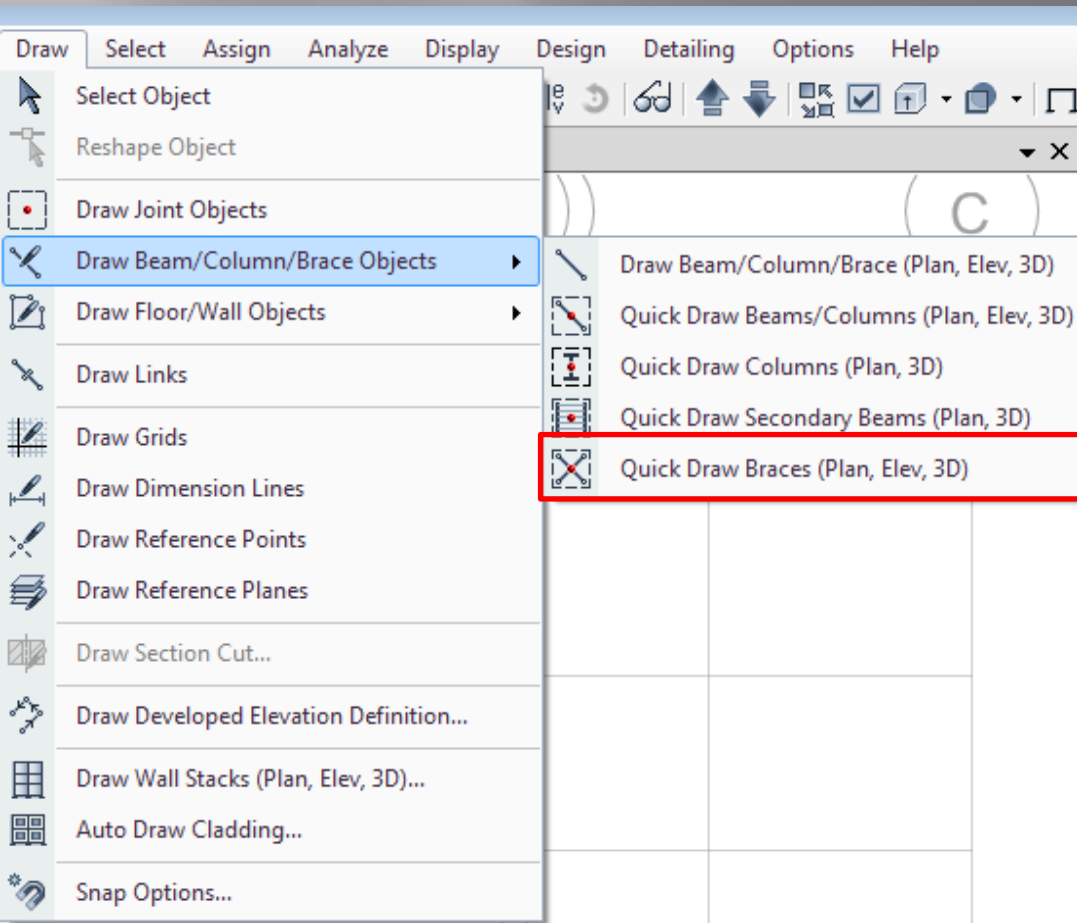 Draw Select Assign Analyze Display Design Detailing Options Help
Select Object
Reshape Object
C
Draw Joint Objects
Draw Beam/Column/Brace Objects
Draw Beam/Column/Brace (Plan, Elev, 3D)
Draw Floor/Wall Objects
Quick Draw Beams/Columns (Plan, Elev, 3D)
Draw Links
Quick Draw Columns (Plan, 3D)
Quick Draw Secondary Beams (Plan, 3D)
Draw Grids
Quick Draw Braces (Plan, Elev, 3D)
Draw Dimension Lines
Draw Reference Points
Draw Reference Planes
Draw Section Cut...
Draw Developed Elevation Definition...
Draw Wall Stacks (Plan, Elev, 3D)...
Auto Draw Cladding...
Snap Options...